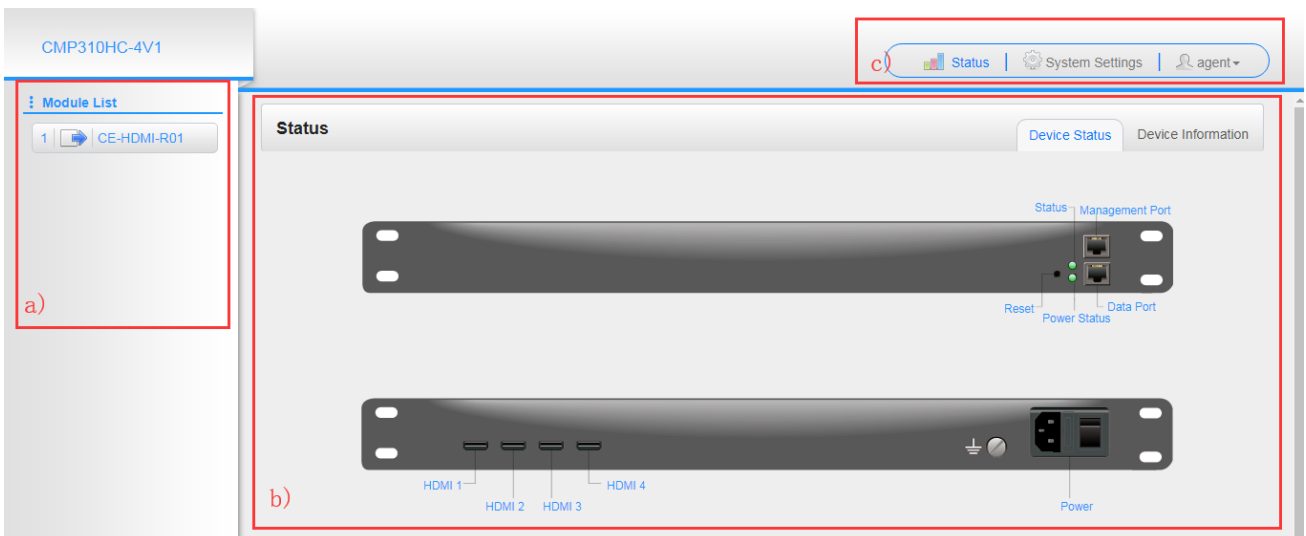 CMP310HC-4V1
c) Status | System Settings | agent
Module List
1 CE-HDMI-R01
a)
Status
Device Status Device Information
Status Management Port
Reset Data Port
Power Status
HDMI 1 HDMI 4
HDMI 2 HDMI 3 Power
b)